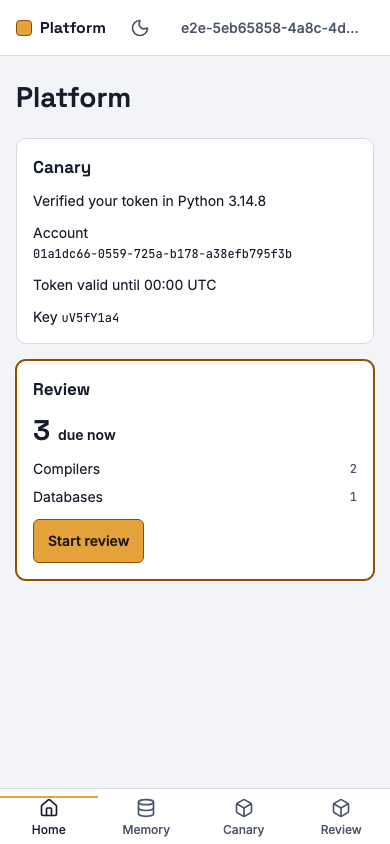 Platform
e2e-5eb65858-4a8c-4d...
Platform
Canary
Verified your token in Python 3.14.8
Account
01a1dc66-0559-725a-b178-a38efb795f3b
Token valid until 00:00 UTC
Key uV5fY1a4
Review
3 due now
Compilers 2
Databases 1
Start review
Home Memory Canary Review